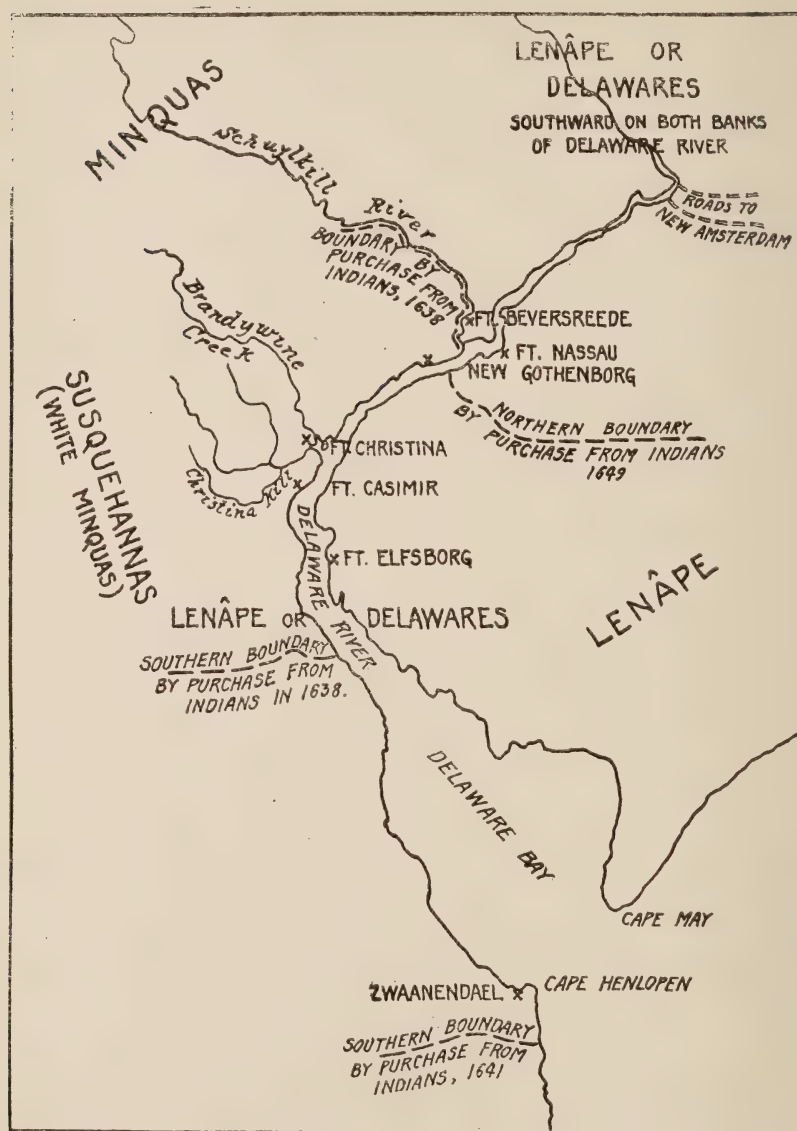 LENÂPE OR
DELAWARES
SOUTHWARD ON BOTH BANKS
OF DELAWARE RIVER
MINQUAS
Schuylkill River
BOUNDARY BY
PURCHASE FROM
INDIANS, 1638
ROADS TO
NEW AMSTERDAM
Brandywine
Creek
FT. BEVERSREEDE
FT. NASSAU
NEW GOTHENBORG
NORTHERN BOUNDARY
BY PURCHASE FROM INDIANS
1649
SUSQUEHANNAS
(WHITE MINQUAS)
FT. CHRISTINA
Christina Kill
FT. CASIMIR
DELAWARE RIVER
FT. ELFSBORG
LENÂPE
LENÂPE OR DELAWARES
SOUTHERN BOUNDARY
BY PURCHASE FROM
INDIANS IN 1638.
DELAWARE BAY
CAPE MAY
ZWAANENDAEL
CAPE HENLOPEN
SOUTHERN BOUNDARY
BY PURCHASE FROM
INDIANS, 1641